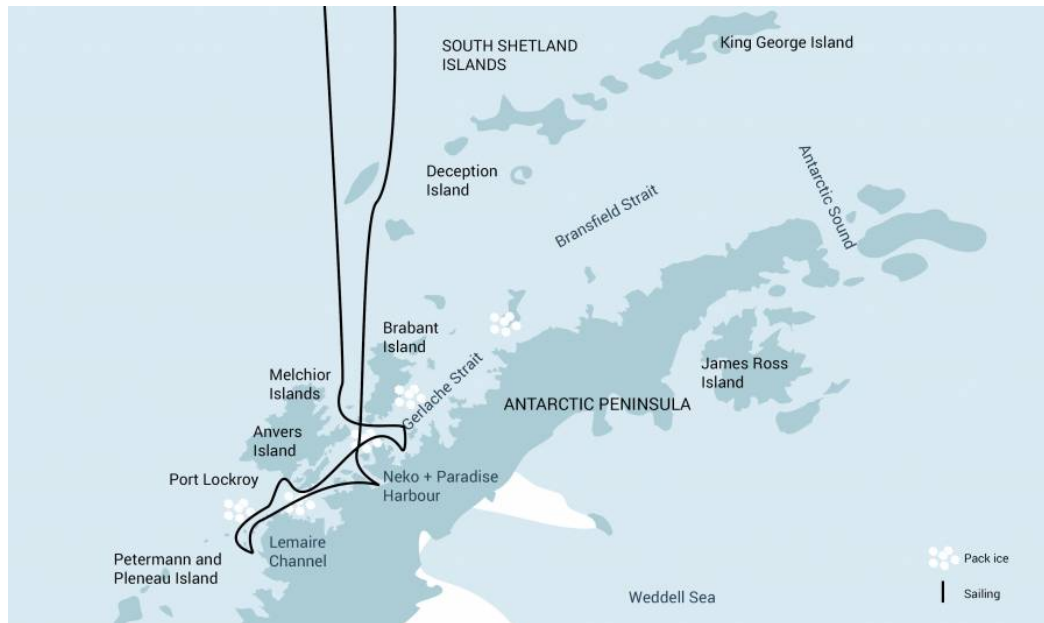 SOUTH SHETLAND
ISLANDS
King George Island
Deception
Island
Bransfield Strait
Antarctic Sound
Brabant
Island
Melchior
Islands
Gerlache Strait
James Ross
Island
ANTARCTIC PENINSULA
Anvers
Island
Port Lockroy
Neko + Paradise
Harbour
Lemaire
Channel
Petermann and
Pleneau Island
Weddell Sea
Pack ice
Sailing